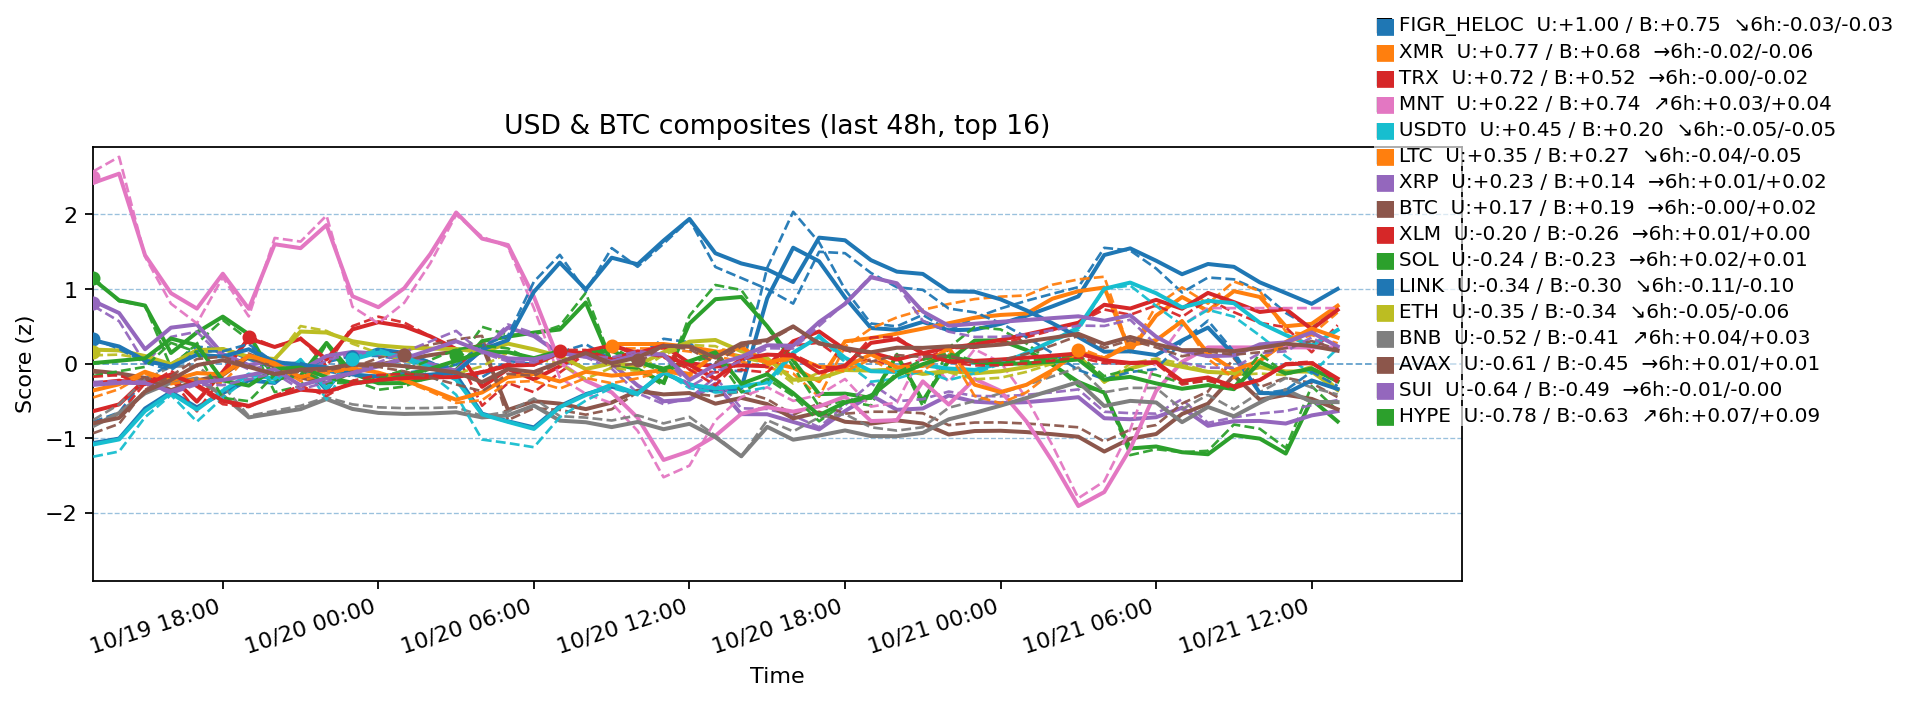 FIGR_HELOC U:+1.00 / B:+0.75 ↘6h:-0.03/-0.03
XMR U:+0.77 / B:+0.68 →6h:-0.02/-0.06
TRX U:+0.72 / B:+0.52 →6h:-0.00/-0.02
MNT U:+0.22 / B:+0.74 ↗6h:+0.03/+0.04
USDT0 U:+0.45 / B:+0.20 ↘6h:-0.05/-0.05
LTC U:+0.35 / B:+0.27 ↘6h:-0.04/-0.05
XRP U:+0.23 / B:+0.14 →6h:+0.01/+0.02
BTC U:+0.17 / B:+0.19 →6h:-0.00/+0.02
XLM U:-0.20 / B:-0.26 →6h:+0.01/+0.00
SOL U:-0.24 / B:-0.23 →6h:+0.02/+0.01
LINK U:-0.34 / B:-0.30 ↘6h:-0.11/-0.10
ETH U:-0.35 / B:-0.34 ↘6h:-0.05/-0.06
BNB U:-0.52 / B:-0.41 ↗6h:+0.04/+0.03
AVAX U:-0.61 / B:-0.45 →6h:+0.01/+0.01
SUI U:-0.64 / B:-0.49 →6h:-0.01/-0.00
HYPE U:-0.78 / B:-0.63 ↗6h:+0.07/+0.09
USD & BTC composites (last 48h, top 16)
Score (z)
2
1
0
−1
−2
10/19 18:00
10/20 00:00
10/20 06:00
10/20 12:00
10/20 18:00
10/21 00:00
10/21 06:00
10/21 12:00
Time